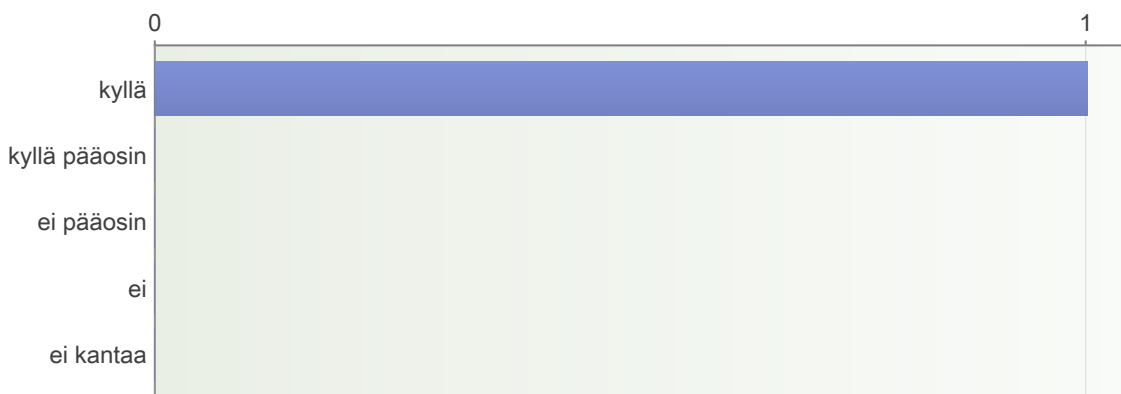 0 1
kyllä
kyllä pääosin
ei pääosin
ei
ei kantaa